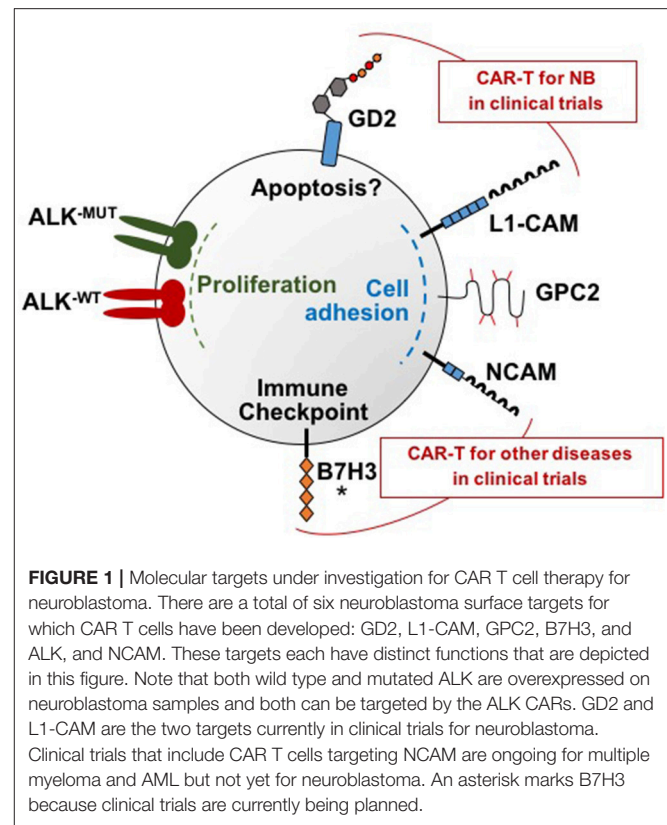 CAR-T for NB
in clinical trials
GD2
Apoptosis?
ALK-MUT
L1-CAM
ALK-WT
Proliferation
Cell
adhesion
GPC2
NCAM
Immune
Checkpoint
B7H3
*
CAR-T for other diseases
in clinical trials
FIGURE 1 | Molecular targets under investigation for CAR T cell therapy for
neuroblastoma. There are a total of six neuroblastoma surface targets for
which CAR T cells have been developed: GD2, L1-CAM, GPC2, B7H3, and
ALK, and NCAM. These targets each have distinct functions that are depicted
in this figure. Note that both wild type and mutated ALK are overexpressed on
neuroblastoma samples and both can be targeted by the ALK CARs. GD2 and
L1-CAM are the two targets currently in clinical trials for neuroblastoma.
Clinical trials that include CAR T cells targeting NCAM are ongoing for multiple
myeloma and AML but not yet for neuroblastoma. An asterisk marks B7H3
because clinical trials are currently being planned.